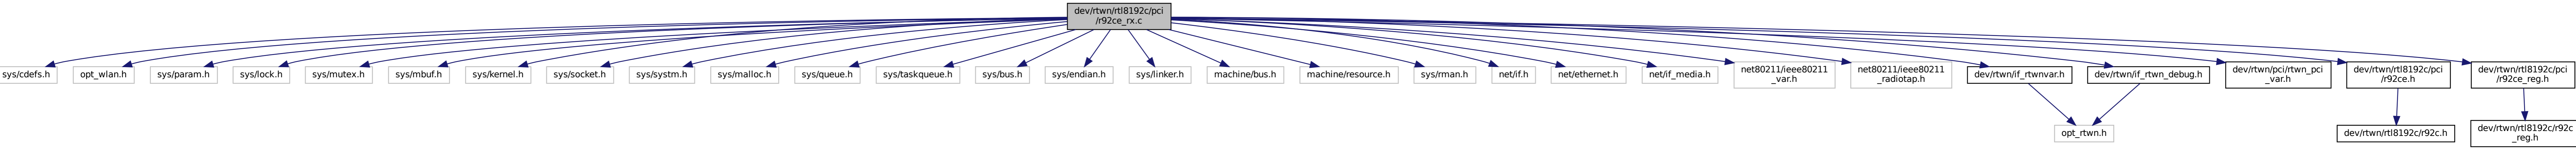 dev/rtwn/rtl8192c/pci
/r92ce_rx.c
sys/cdefs.h
opt_wlan.h
sys/param.h
sys/lock.h
sys/mutex.h
sys/mbuf.h
sys/kernel.h
sys/socket.h
sys/systm.h
sys/malloc.h
sys/queue.h
sys/taskqueue.h
sys/bus.h
sys/endian.h
sys/linker.h
machine/bus.h
machine/resource.h
sys/rman.h
net/if.h
net/ethernet.h
net/if_media.h
net80211/ieee80211
_var.h
net80211/ieee80211
_radiotap.h
dev/rtwn/if_rtwnvar.h
dev/rtwn/if_rtwn_debug.h
dev/rtwn/pci/rtwn_pci
_var.h
dev/rtwn/rtl8192c/pci
/r92ce.h
dev/rtwn/rtl8192c/pci
/r92ce_reg.h
opt_rtwn.h
dev/rtwn/rtl8192c/r92c.h
dev/rtwn/rtl8192c/r92c
_reg.h